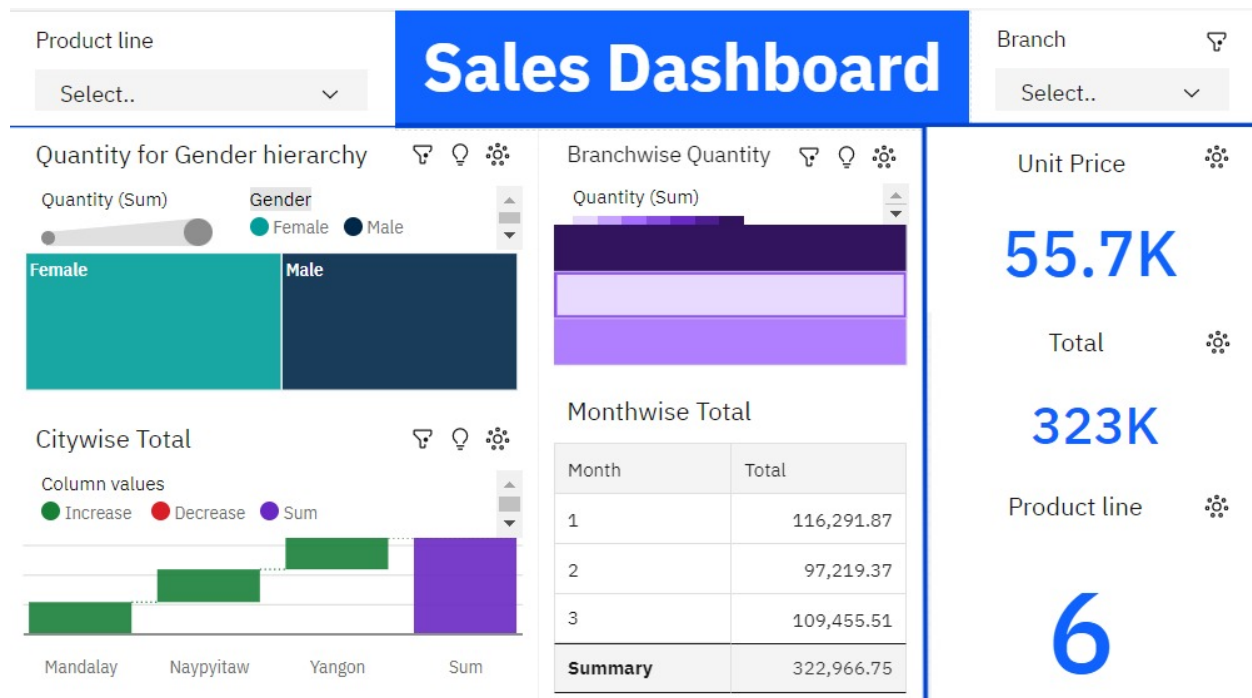 Product line
Select..
Sales Dashboard
Branch
Select..
Quantity for Gender hierarchy
Quantity (Sum)
Gender
Female Male
Female
Male
Branchwise Quantity
Quantity (Sum)
Unit Price
55.7K
Total
323K
Product line
6
Citywise Total
Column values
Increase Decrease Sum
Mandalay Naypyitaw Yangon Sum
Monthwise Total
Month Total
1 116,291.87
2 97,219.37
3 109,455.51
Summary 322,966.75